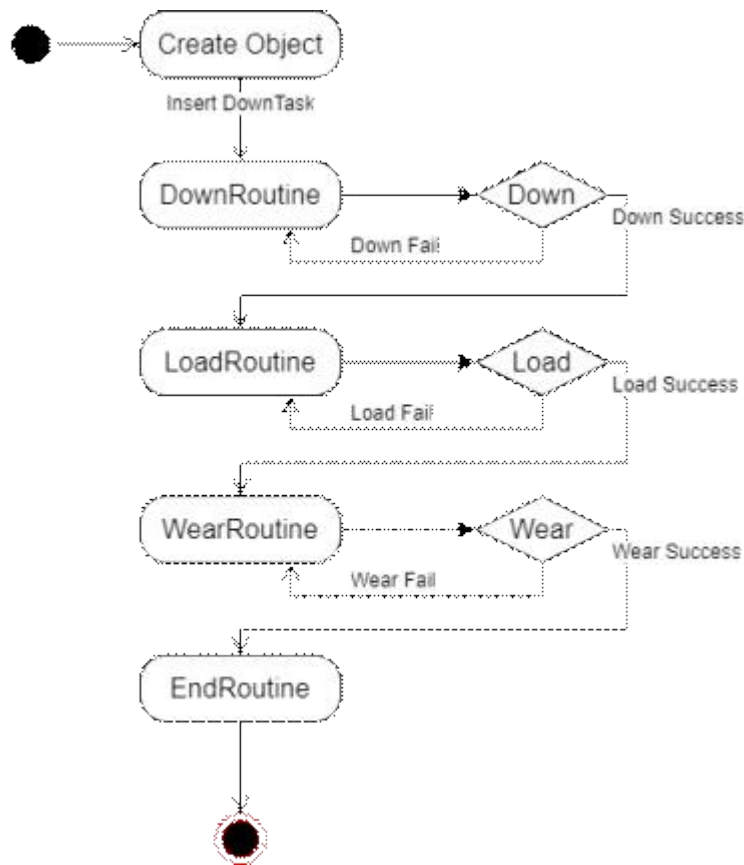 Create Object
Insert DownTask
DownRoutine
Down
Down Success
Down Fail
LoadRoutine
Load
Load Success
Load Fail
WearRoutine
Wear
Wear Success
Wear Fail
EndRoutine